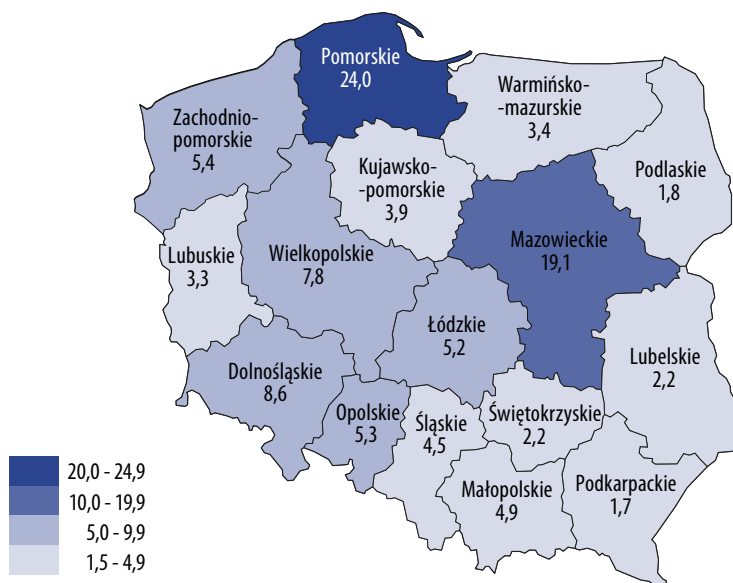 Pomorskie
24,0
Warmińsko-
-mazurskie
3,4
Zachodnio-
pomorskie
5,4
Kujawsko-
-pomorskie
3,9
Podlaskie
1,8
Mazowieckie
19,1
Lubuskie
3,3
Wielkopolskie
7,8
Łódzkie
5,2
Lubelskie
2,2
Dolnośląskie
8,6
Opolskie
5,3
Śląskie
4,5
Świętokrzyskie
2,2
Małopolskie
4,9
Podkarpackie
1,7
20,0 - 24,9
10,0 - 19,9
5,0 - 9,9
1,5 - 4,9